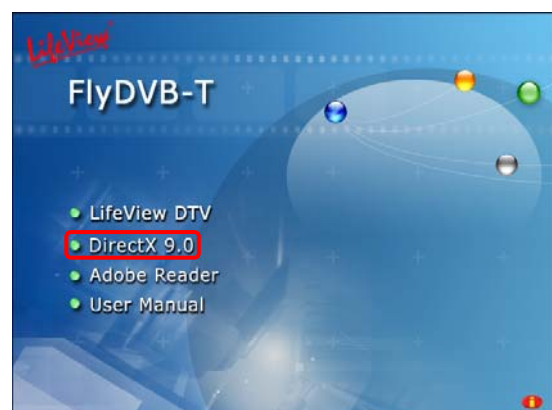 LifeView
FlyDVB-T
LifeView DTV
DirectX 9.0
Adobe Reader
User Manual